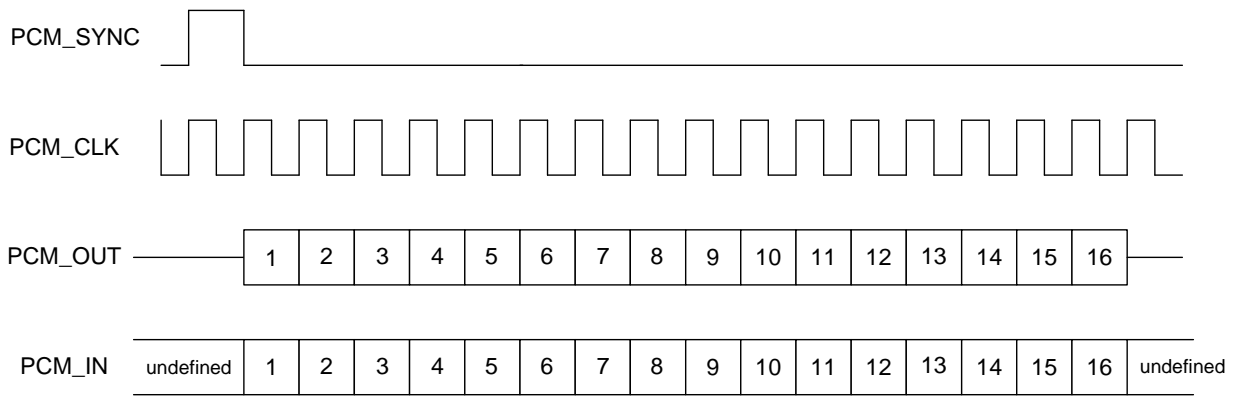 PCM_SYNC
PCM_CLK
PCM_OUT 1 2 3 4 5 6 7 8 9 10 11 12 13 14 15 16
PCM_IN undefined 1 2 3 4 5 6 7 8 9 10 11 12 13 14 15 16 undefined